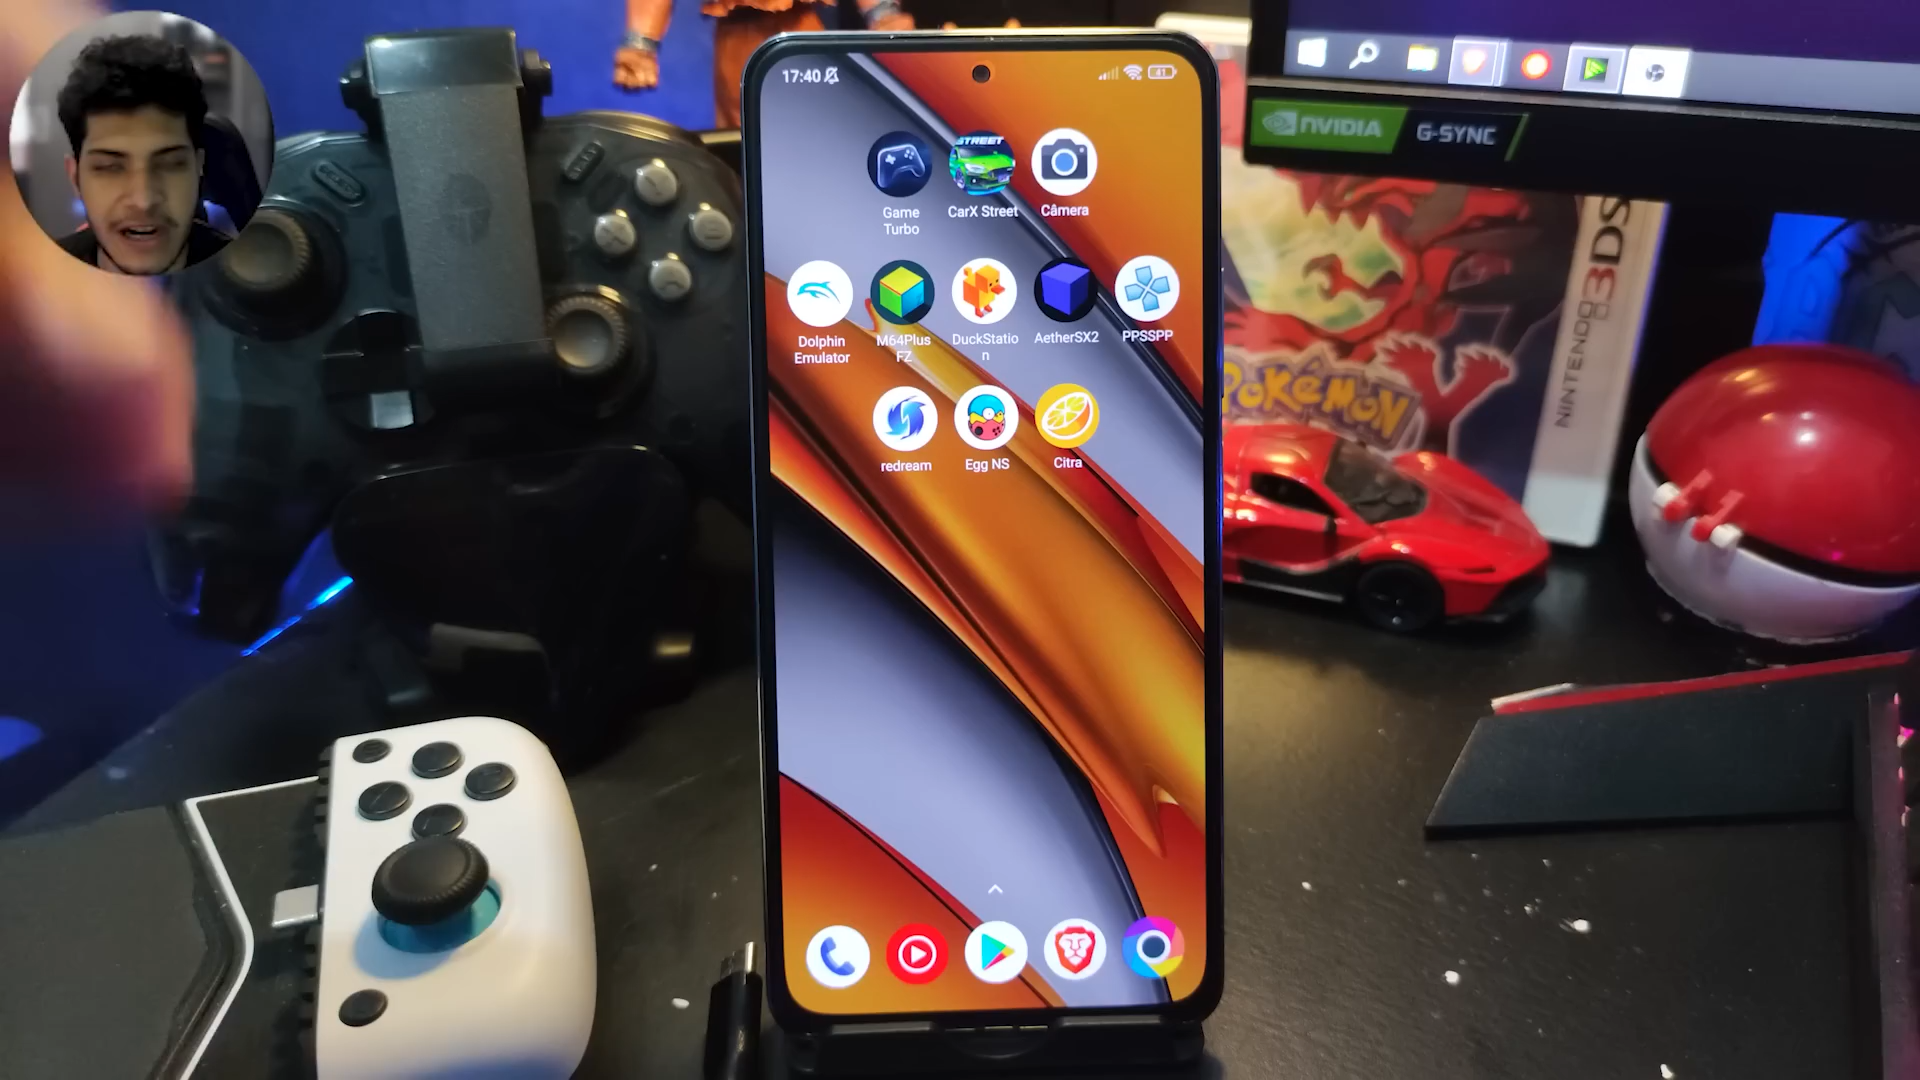 17:40
41
STREET
Game
Turbo
CarX Street
Câmera
Dolphin
Emulator
M64Plus
FZ
DuckStatio
n
AetherSX2
PPSSPP
redream
Egg NS
Citra
NVIDIA
G-SYNC
NINTENDO 3DS
POKéMON